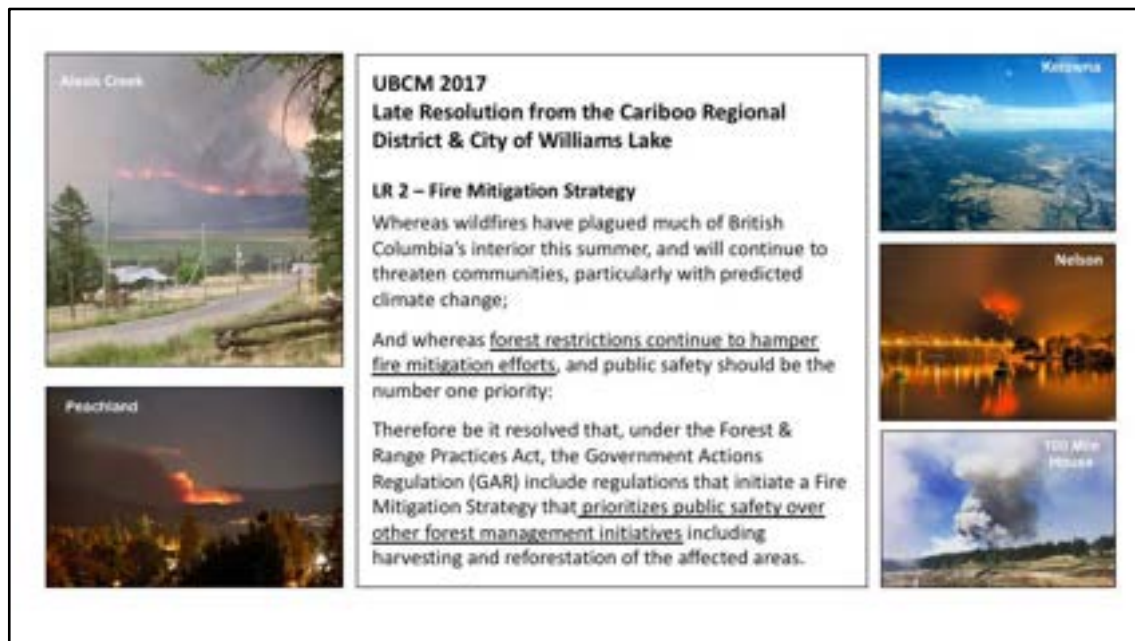 Alexis Creek
Peachland
UBCM 2017
Late Resolution from the Cariboo Regional
District & City of Williams Lake
LR 2 – Fire Mitigation Strategy
Whereas wildfires have plagued much of British
Columbia's interior this summer, and will continue to
threaten communities, particularly with predicted
climate change;
And whereas forest restrictions continue to hamper
fire mitigation efforts, and public safety should be the
number one priority:
Therefore be it resolved that, under the Forest &
Range Practices Act, the Government Actions
Regulation (GAR) include regulations that initiate a Fire
Mitigation Strategy that prioritizes public safety over
other forest management initiatives including
harvesting and reforestation of the affected areas.
Kelowna
Nelson
100 Mile
House